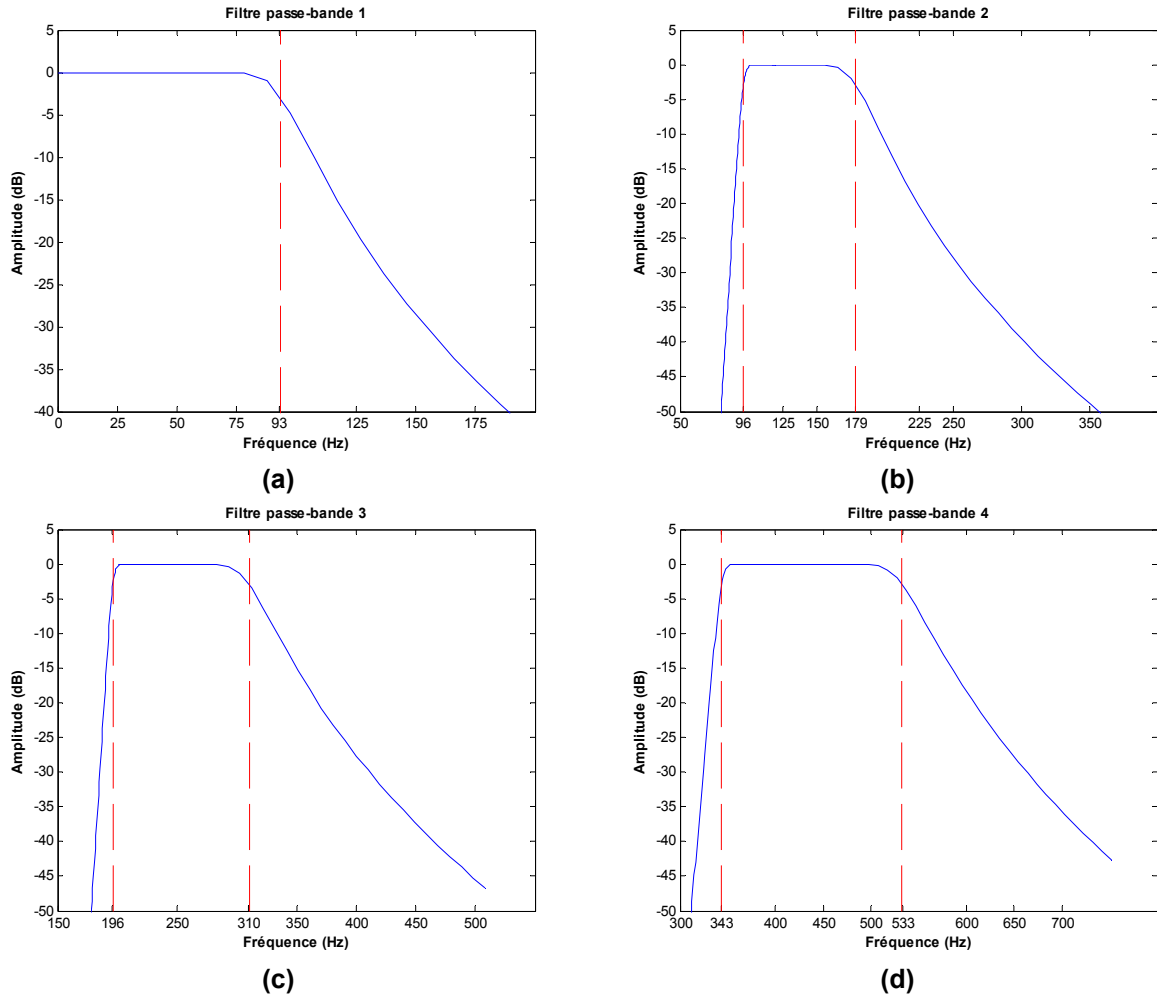 Filtre passe-bande 1
5
0
-5
-10
-15
-20
-25
-30
-35
-40
Amplitude (dB)
0 25 50 75 93 125 150 175
Fréquence (Hz)
(a)
Filtre passe-bande 2
5
0
-5
-10
-15
-20
-25
-30
-35
-40
-45
-50
Amplitude (dB)
50 96 125 150 179 225 250 300 350
Fréquence (Hz)
(b)
Filtre passe-bande 3
5
0
-5
-10
-15
-20
-25
-30
-35
-40
-45
-50
Amplitude (dB)
150 196 250 310 350 400 450 500
Fréquence (Hz)
(c)
Filtre passe-bande 4
5
0
-5
-10
-15
-20
-25
-30
-35
-40
-45
-50
Amplitude (dB)
300 343 400 450 500 533 600 650 700
Fréquence (Hz)
(d)